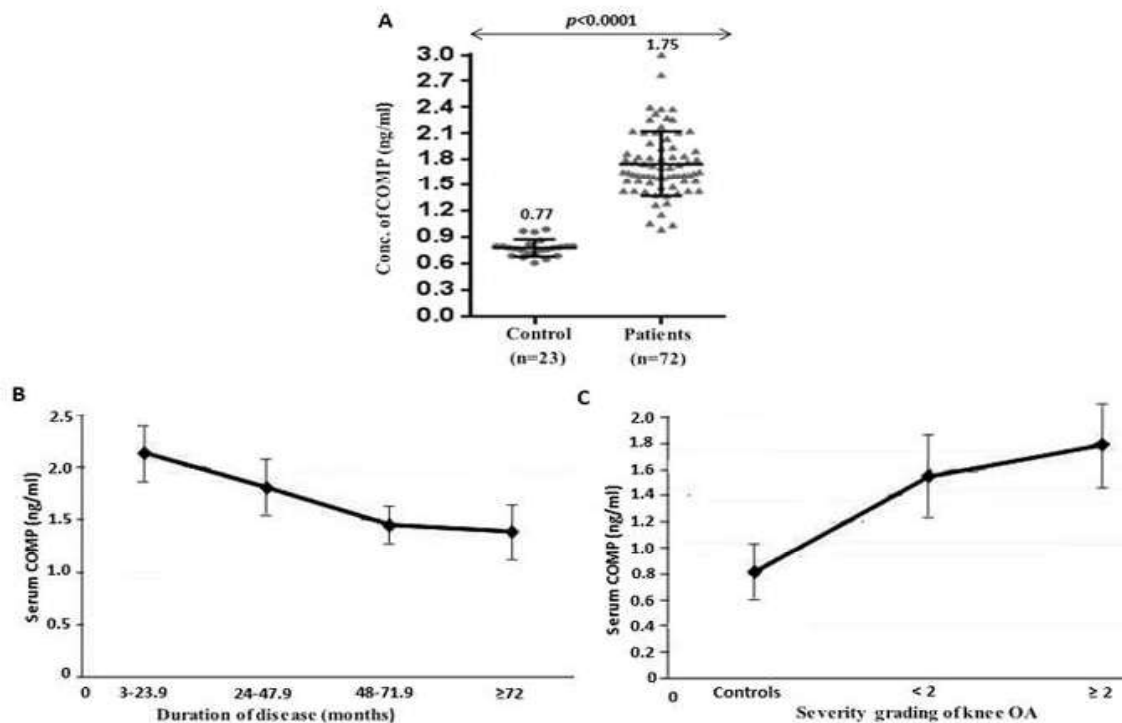 A
p<0.0001
1.75
3.0
2.7
2.4
2.1
1.8
1.5
1.2
0.9
0.6
0.3
0.0
Conc. of COMP (ng/ml)
0.77
Control
(n=23)
Patients
(n=72)
B
2.5
2.0
1.5
1.0
0.5
0
Serum COMP (ng/ml)
0 3-23.9 24-47.9 48-71.9 ≥72
Duration of disease (months)
C
2.0
1.8
1.6
1.4
1.2
1.0
0.8
0.6
0.4
0.2
0
Serum COMP (ng/ml)
0 Controls < 2 ≥ 2
Severity grading of knee OA